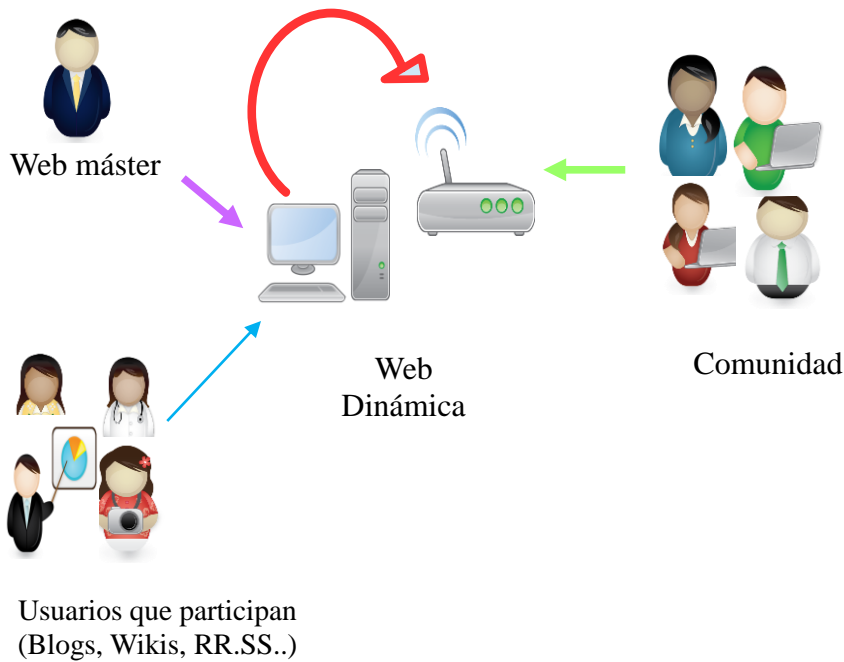 Web máster
Web
Dinámica
Comunidad
Usuarios que participan
(Blogs, Wikis, RR.SS..)